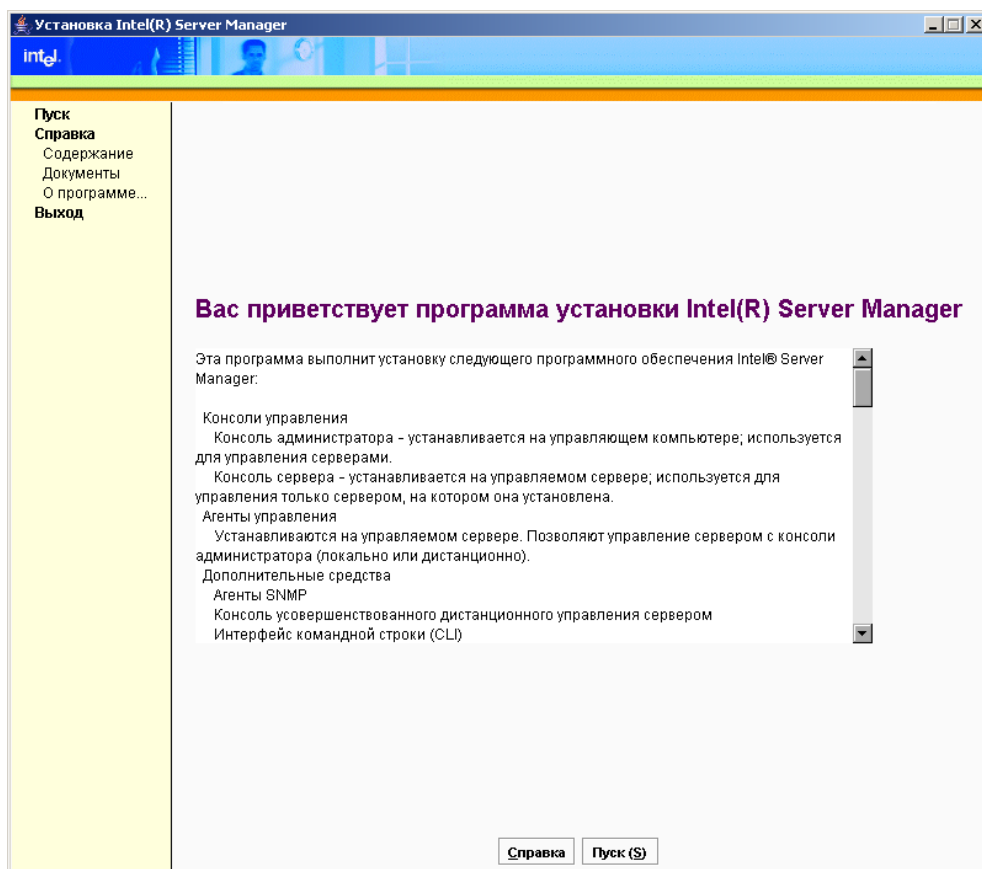 Установка Intel(R) Server Manager
intel.
Пуск
Справка
Содержание
Документы
О программе...
Выход
Вас приветствует программа установки Intel(R) Server Manager
Эта программа выполнит установку следующего программного обеспечения Intel® Server
Manager:
Консоли управления
Консоль администратора - устанавливается на управляющем компьютере; используется
для управления серверами.
Консоль сервера - устанавливается на управляемом сервере; используется для
управления только сервером, на котором она установлена.
Агенты управления
Устанавливаются на управляемом сервере. Позволяют управление сервером с консоли
администратора (локально или дистанционно).
Дополнительные средства
Агенты SNMP
Консоль усовершенствованного дистанционного управления сервером
Интерфейс командной строки (CLI)
Справка
Пуск (S)